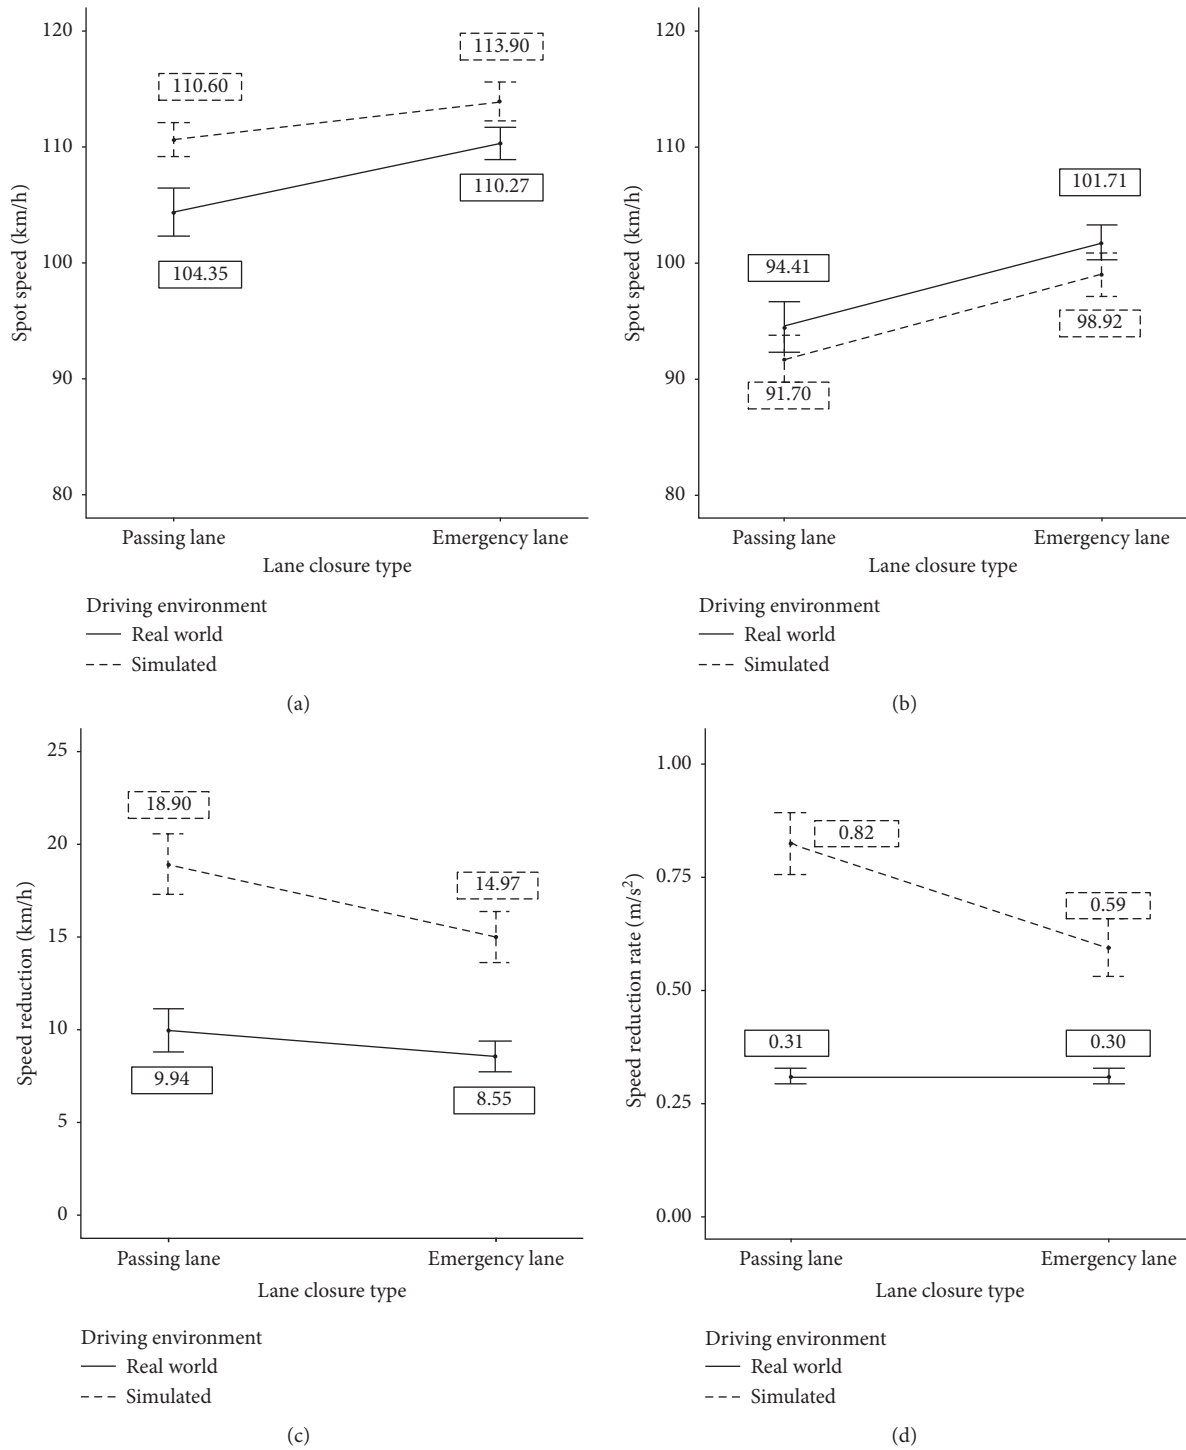 120
110
100
90
80
Spot speed (km/h)
110.60
113.90
104.35
110.27
Passing lane
Emergency lane
Lane closure type
Driving environment
Real world
Simulated
(a)
120
110
100
90
80
Spot speed (km/h)
94.41
101.71
91.70
98.92
Passing lane
Emergency lane
Lane closure type
Driving environment
Real world
Simulated
(b)
25
20
15
10
5
0
Speed reduction (km/h)
18.90
14.97
9.94
8.55
Passing lane
Emergency lane
Lane closure type
Driving environment
Real world
Simulated
(c)
1.00
0.75
0.50
0.25
0.00
Speed reduction rate (m/s²)
0.82
0.59
0.31
0.30
Passing lane
Emergency lane
Lane closure type
Driving environment
Real world
Simulated
(d)